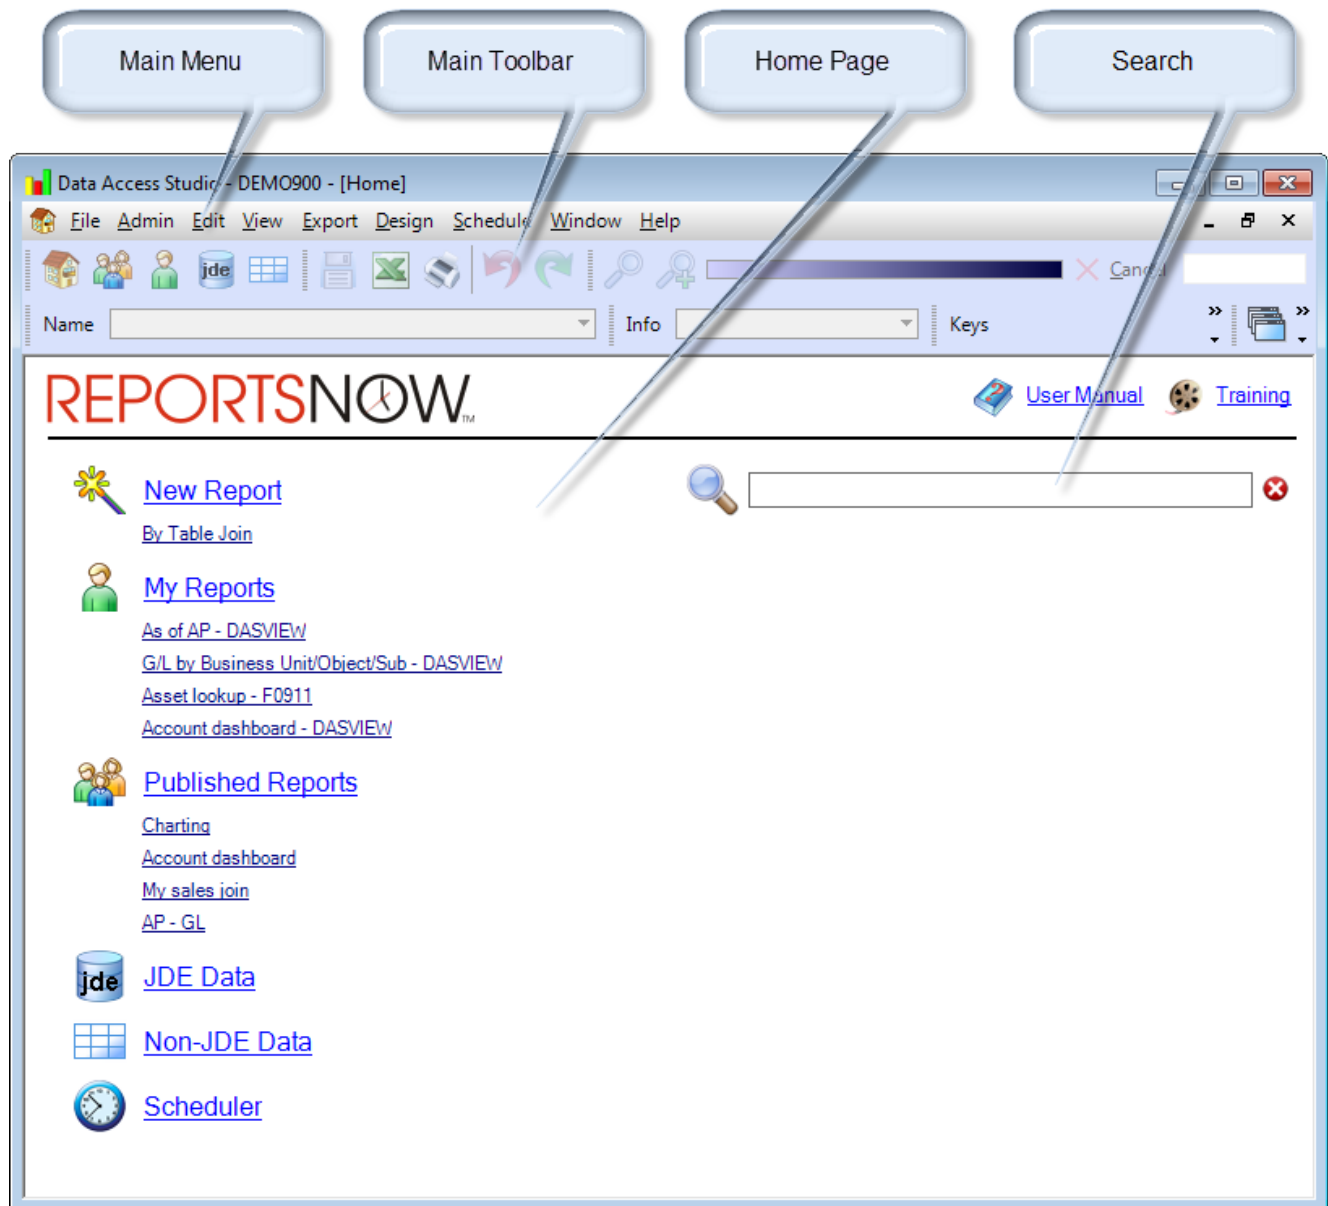 Main Menu
Main Toolbar
Home Page
Search
Data Access Studio - DEMO900 - [Home]
File Admin Edit View Export Design Schedule Window Help
jde
Cancel
Name
Info
Keys
REPORTSNOW TM
User Manual
Training
New Report
By Table Join
My Reports
As of AP - DASVIEW
G/L by Business Unit/Object/Sub - DASVIEW
Asset lookup - F0911
Account dashboard - DASVIEW
Published Reports
Charting
Account dashboard
My sales join
AP - GL
jde
JDE Data
Non-JDE Data
Scheduler